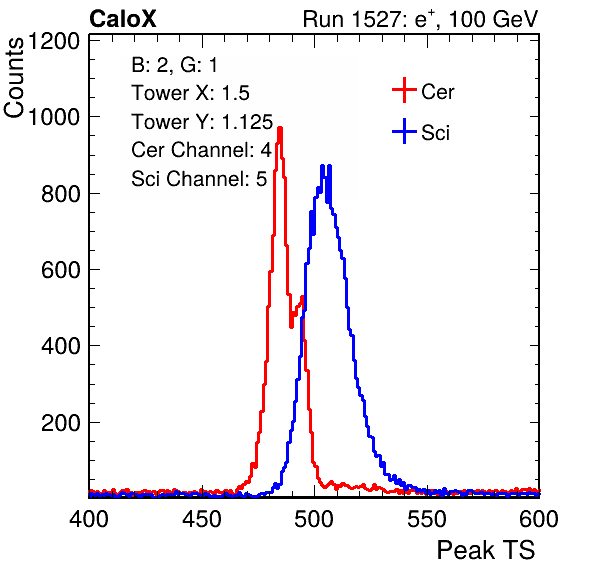 CaloX Run 1527: e⁺, 100 GeV
Counts
B: 2, G: 1
Tower X: 1.5
Tower Y: 1.125
Cer Channel: 4
Sci Channel: 5
Cer
Sci
1200
1000
800
600
400
200
400 450 500 550 600
Peak TS